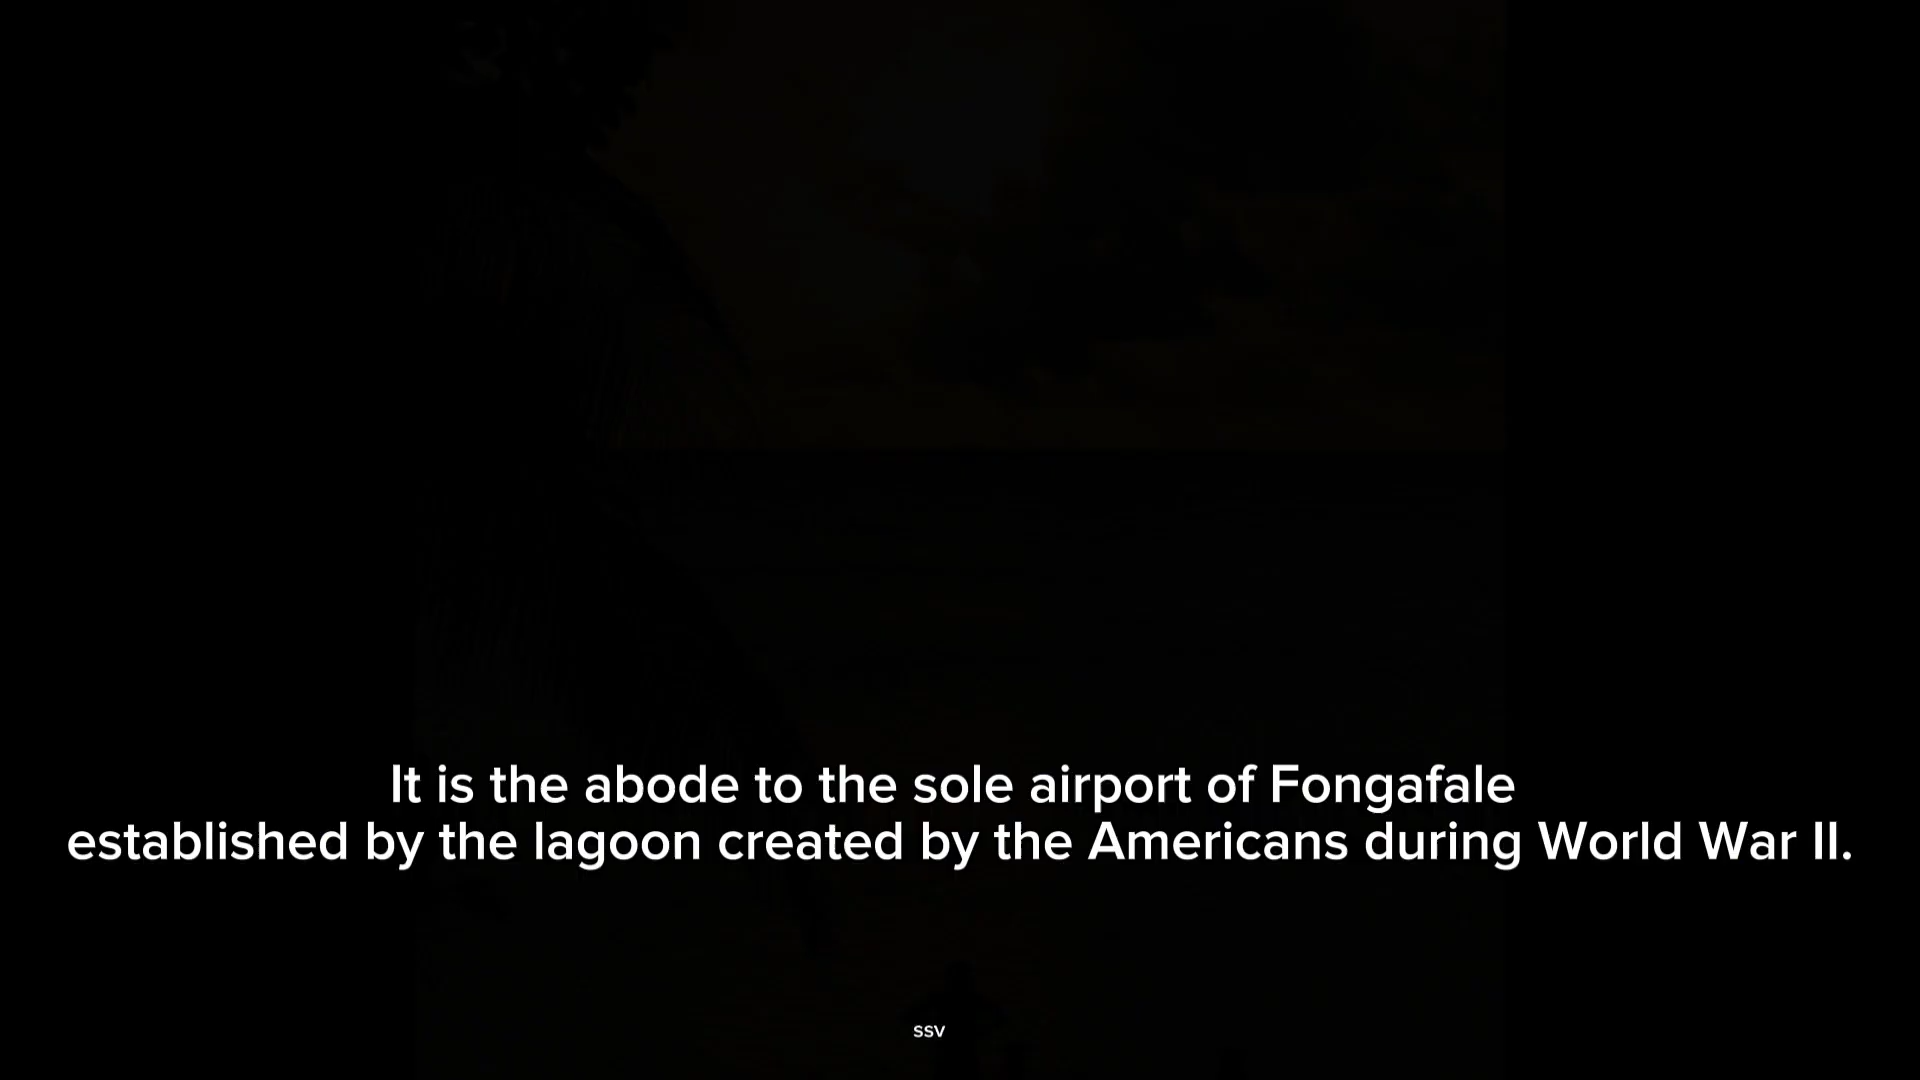 It is the abode to the sole airport of Fongafale
established by the lagoon created by the Americans during World War II.
ssv